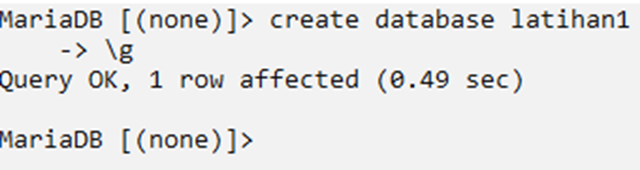 MariaDB [(none)]> create database latihan1
    -> \g
Query OK, 1 row affected (0.49 sec)
MariaDB [(none)]>